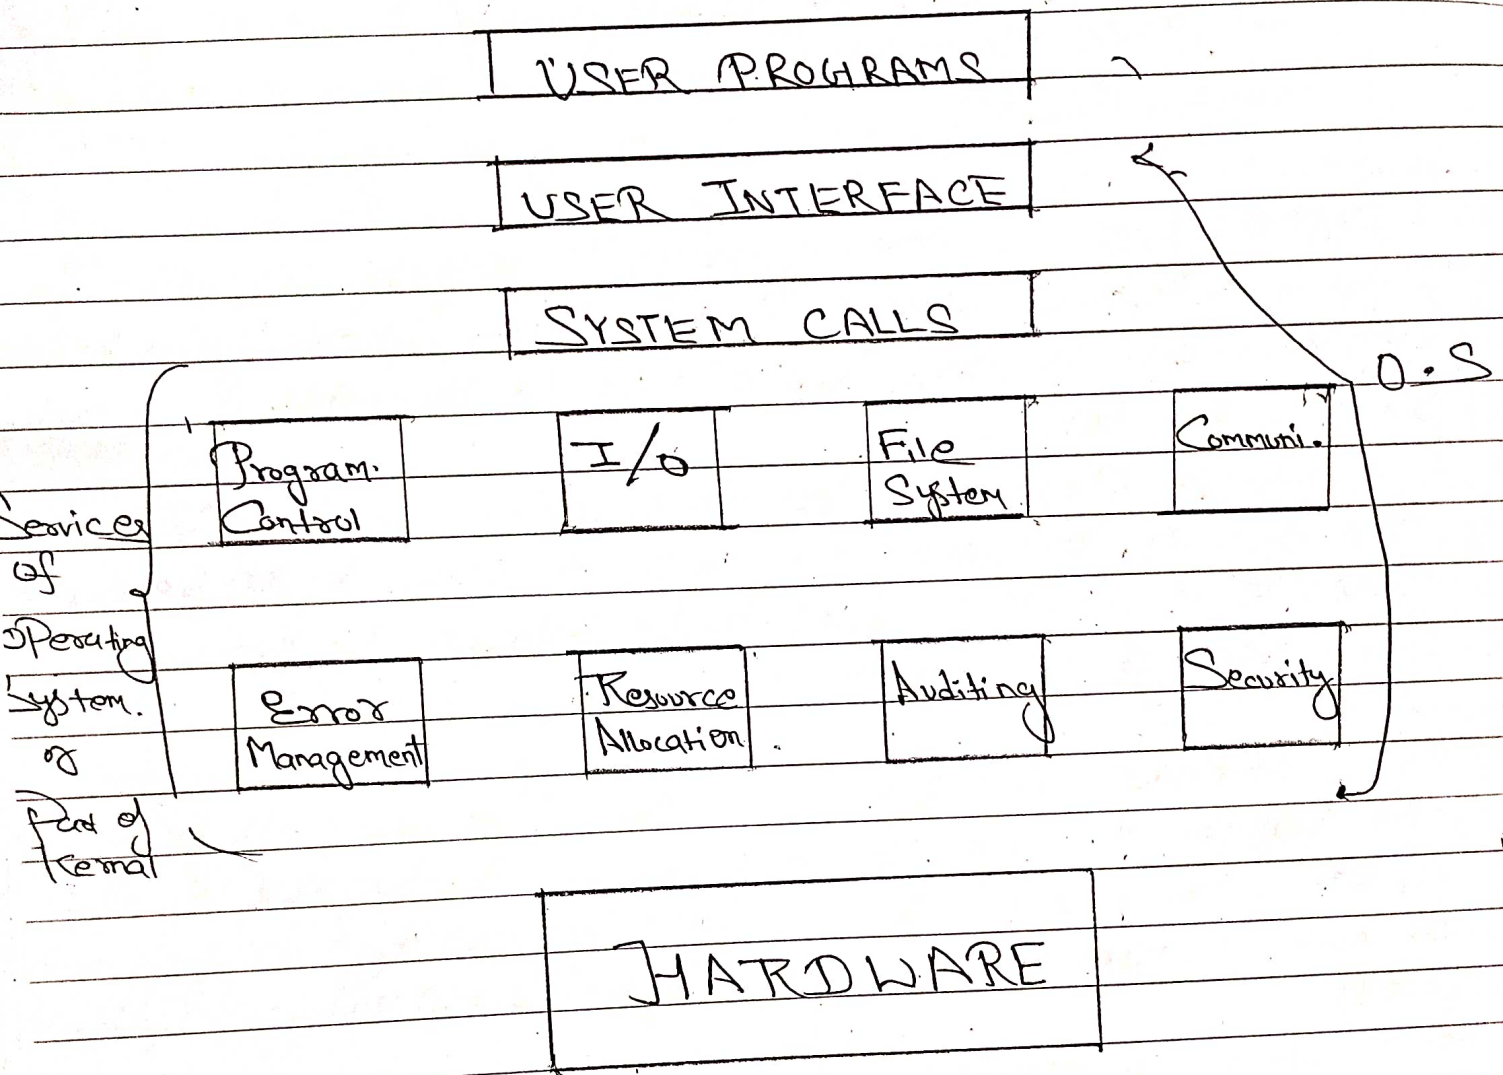 USER PROGRAMS
USER INTERFACE
SYSTEM CALLS
O.S
Program
Control
I/O
File
System
Communi.
Services
of
Operating
System.
or
Part of
Kernal
Error
Management
Resource
Allocation
Auditing
Security
HARDWARE